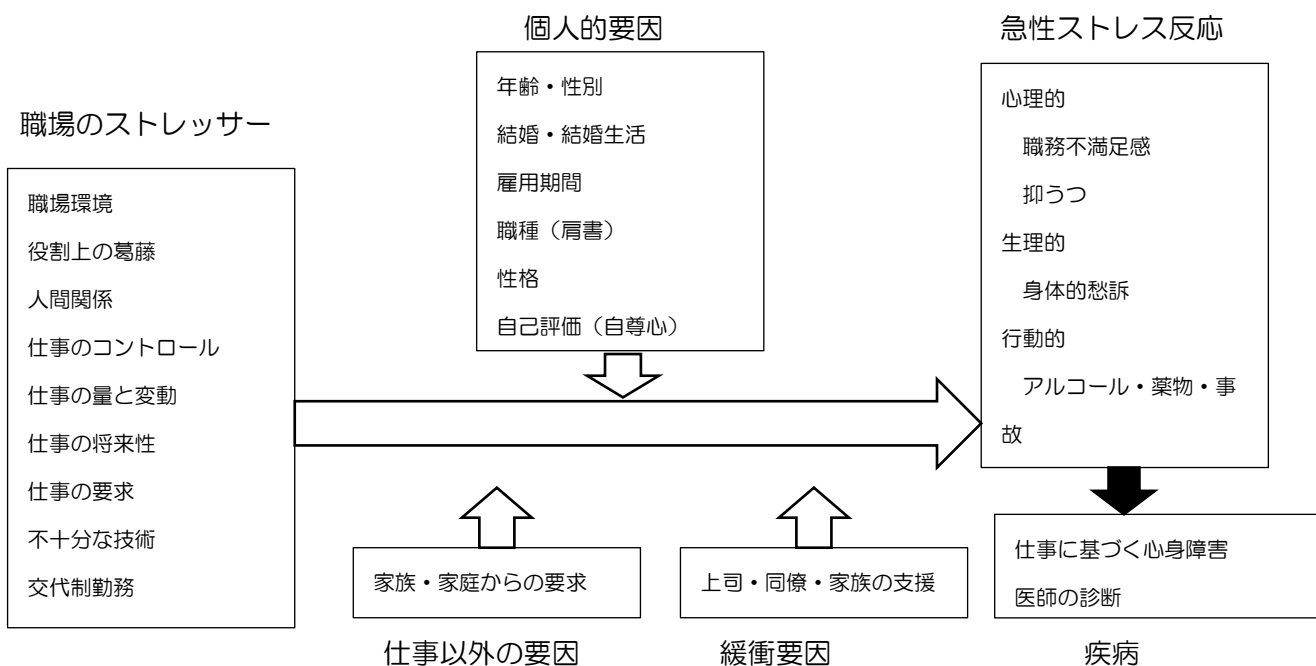 職場のストレッサー
職場環境
役割上の葛藤
人間関係
仕事のコントロール
仕事の量と変動
仕事の将来性
仕事の要求
不十分な技術
交代制勤務
個人的要因
年齢・性別
結婚・結婚生活
雇用期間
職種（肩書）
性格
自己評価（自尊心）
家族・家庭からの要求
仕事以外の要因
上司・同僚・家族の支援
緩衝要因
急性ストレス反応
心理的
職務不満足感
抑うつ
生理的
身体的愁訴
行動的
アルコール・薬物・事
故
仕事に基づく心身障害
医師の診断
疾病